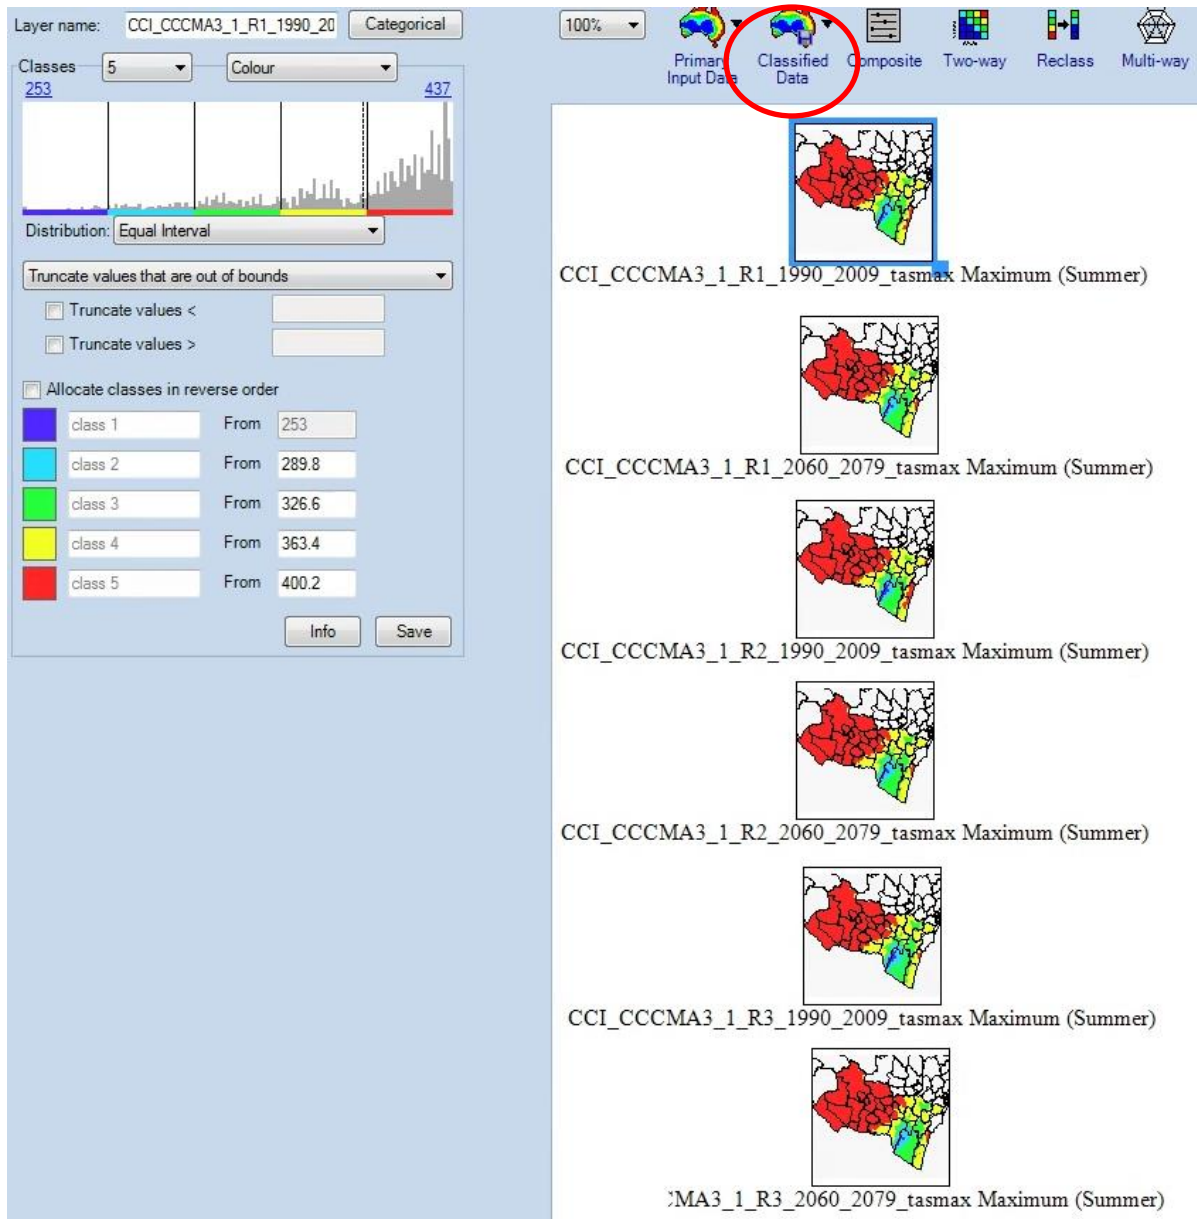 Layer name: CCI_CCCMA3_1_R1_1990_20 Categorical
Classes 5 Colour
253 437
Distribution: Equal Interval
Truncate values that are out of bounds
Truncate values <
Truncate values >
Allocate classes in reverse order
class 1 From 253
class 2 From 289.8
class 3 From 326.6
class 4 From 363.4
class 5 From 400.2
Info Save
100%
Primary Input Data
Classified Data
Composite
Two-way
Reclass
Multi-way
CCI_CCCMA3_1_R1_1990_2009_tasmax Maximum (Summer)
CCI_CCCMA3_1_R1_2060_2079_tasmax Maximum (Summer)
CCI_CCCMA3_1_R2_1990_2009_tasmax Maximum (Summer)
CCI_CCCMA3_1_R2_2060_2079_tasmax Maximum (Summer)
CCI_CCCMA3_1_R3_1990_2009_tasmax Maximum (Summer)
MA3_1_R3_2060_2079_tasmax Maximum (Summer)